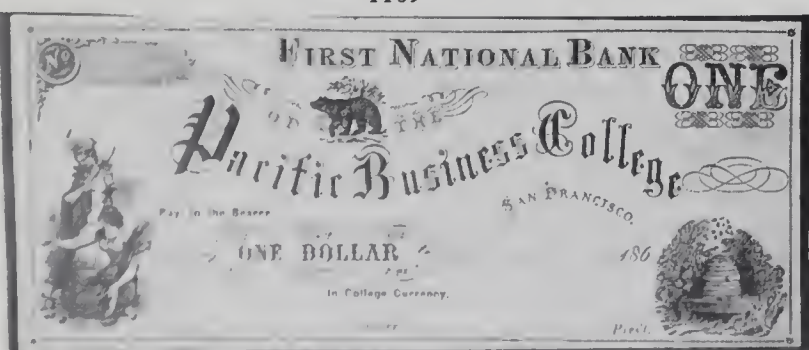 No
FIRST NATIONAL BANK
ONE
OF THE
Pacific Business College
SAN FRANCISCO,
Pay to the Bearer
ONE DOLLAR
186
In College Currency.
Prest.